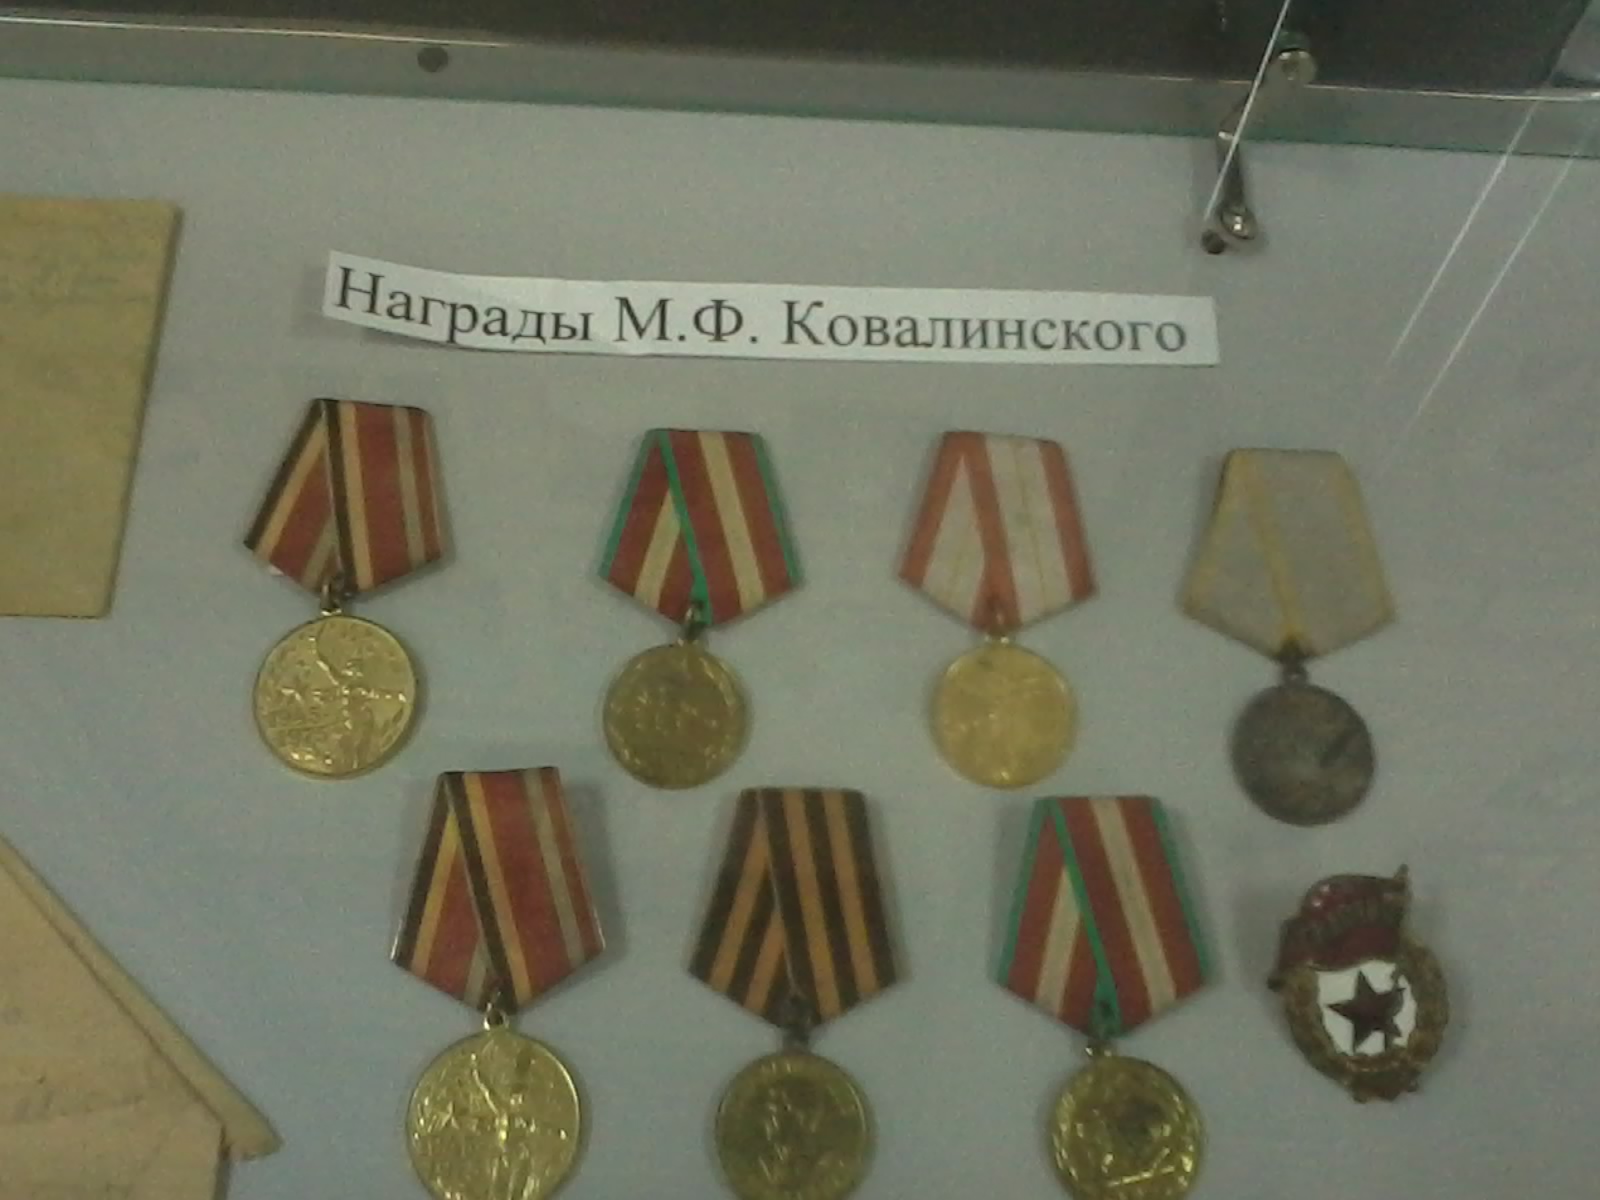 Награды М.Ф. Ковалинского